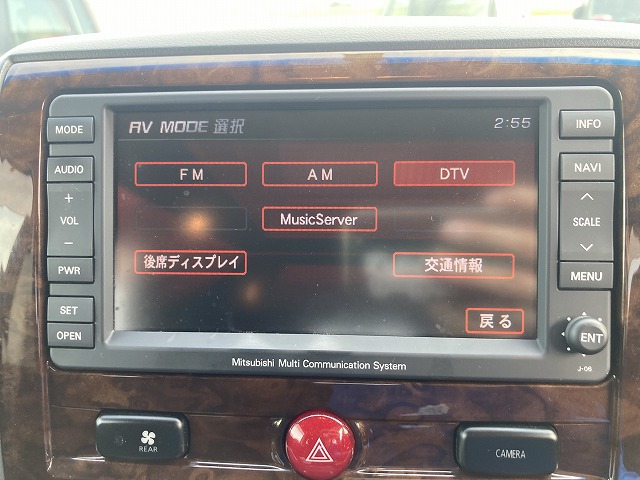 AV MODE 選択 2:55
FM AM DTV
MusicServer
後席ディスプレイ 交通情報
戻る
MODE
AUDIO
+
VOL
−
PWR
SET
OPEN
INFO
NAVI
SCALE
MENU
ENT
J-06
Mitsubishi Multi Communication System
REAR
CAMERA